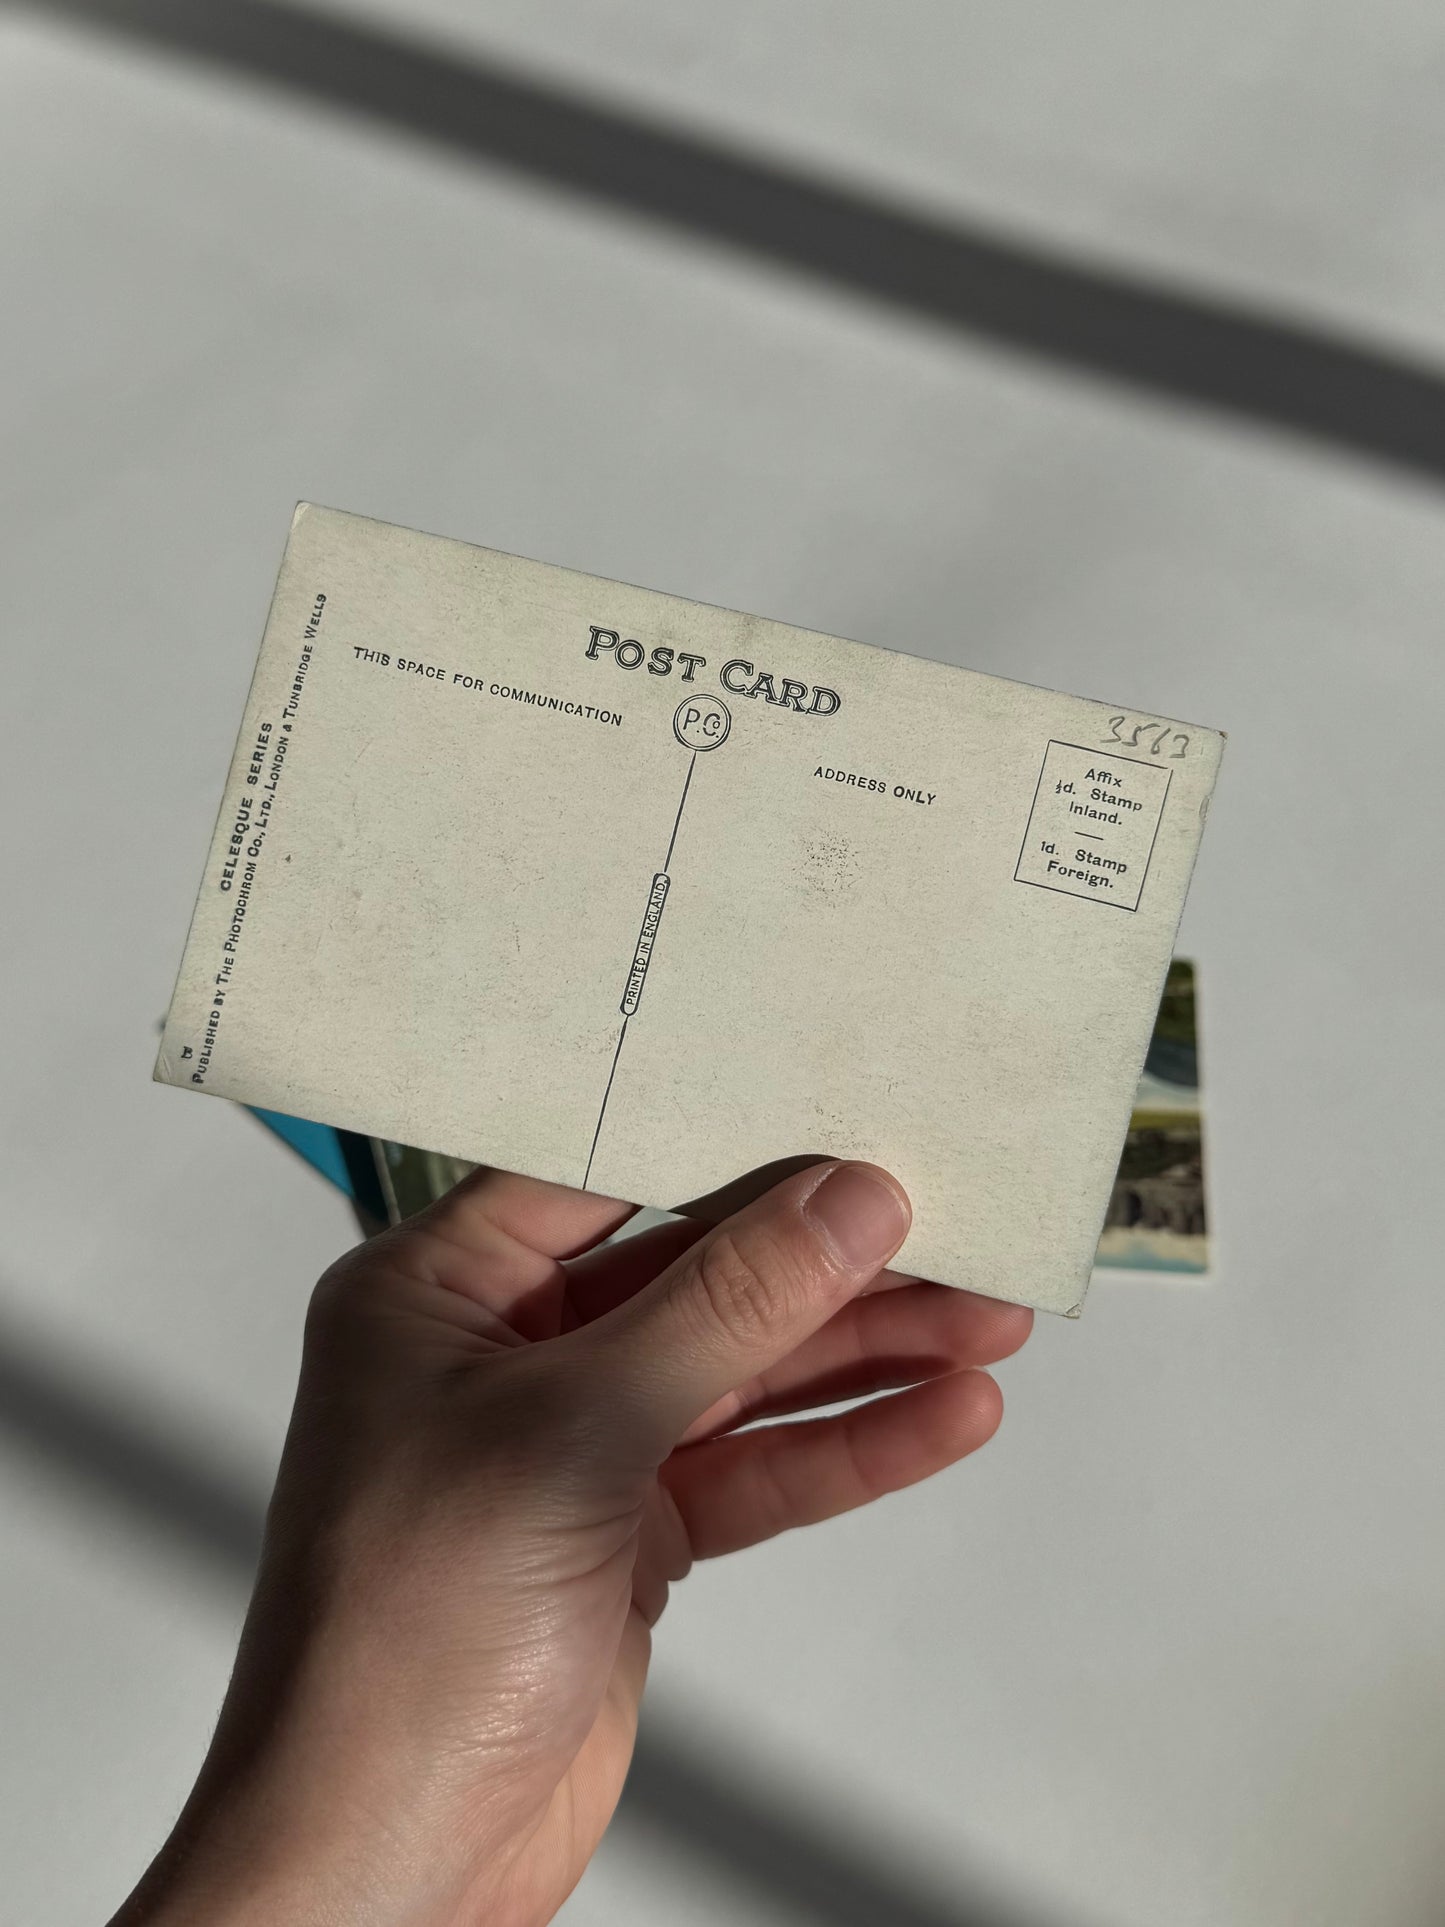 POST CARD
THIS SPACE FOR COMMUNICATION
P.Co.
ADDRESS ONLY
3563
Affix
½d. Stamp
Inland.
1d. Stamp
Foreign.
PRINTED IN ENGLAND.
CELESQUE SERIES
PUBLISHED BY THE PHOTOCHROM Co., LTD., LONDON & TUNBRIDGE WELLS